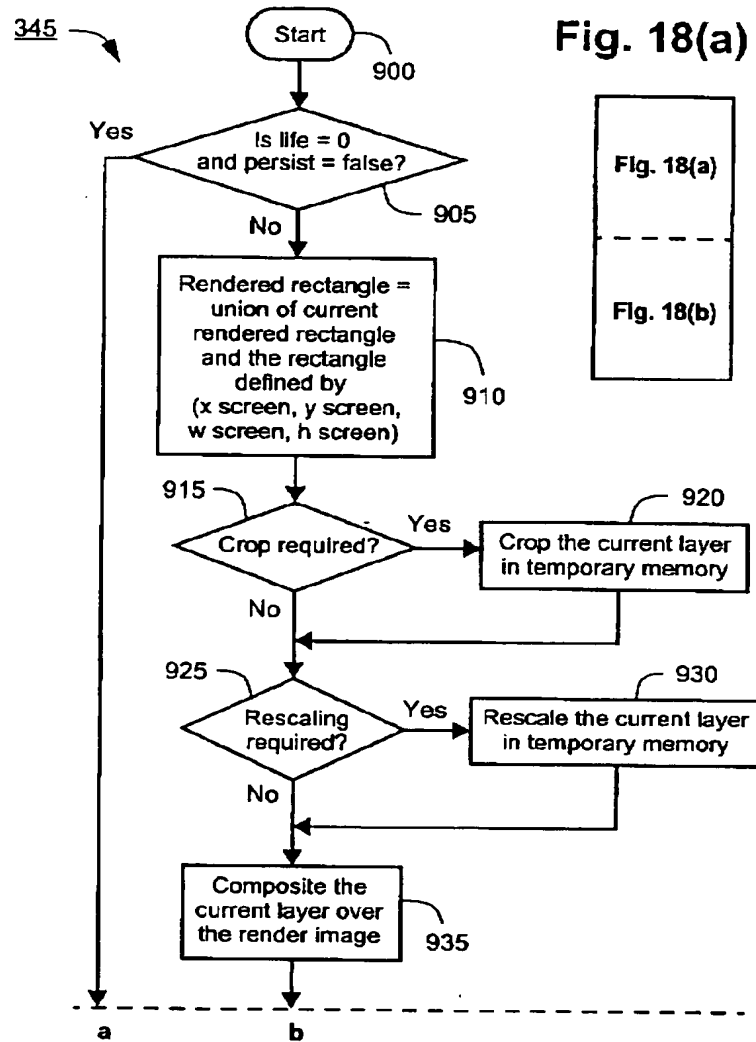 345
Start
900
Fig. 18(a)
Yes
Is life = 0
and persist = false?
905
No
Fig. 18(a)
Fig. 18(b)
Rendered rectangle =
union of current
rendered rectangle
and the rectangle
defined by
(x screen, y screen,
w screen, h screen)
910
915
Crop required?
Yes
920
Crop the current layer
in temporary memory
No
925
Rescaling
required?
Yes
930
Rescale the current layer
in temporary memory
No
Composite the
current layer over
the render image
935
a
b